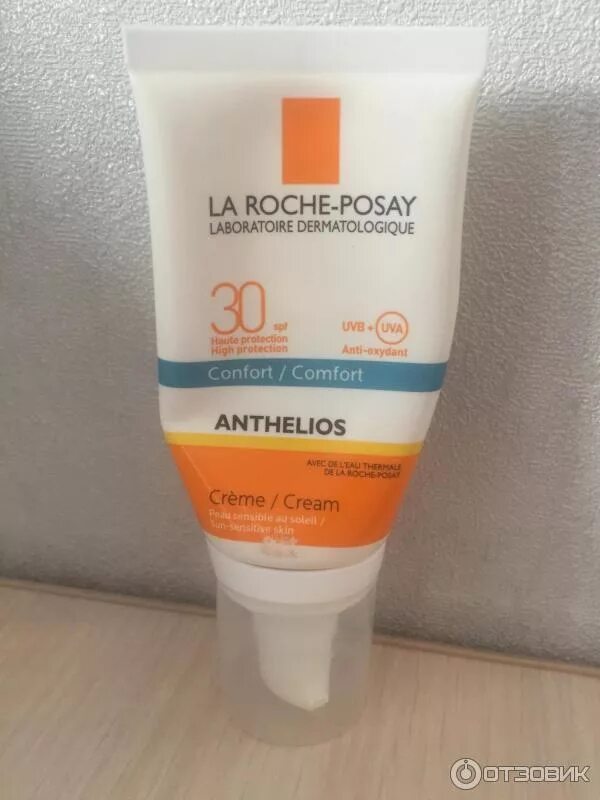 LA ROCHE-POSAY
LABORATOIRE DERMATOLOGIQUE
30 spf
Haute protection
High protection
UVB + UVA
Anti-oxydant
Confort / Comfort
ANTHELIOS
AVEC DE L'EAU THERMALE
DE LA ROCHE-POSAY
Crème / Cream
Peau sensible au soleil /
Sun-sensitive skin
ОТЗОВИК